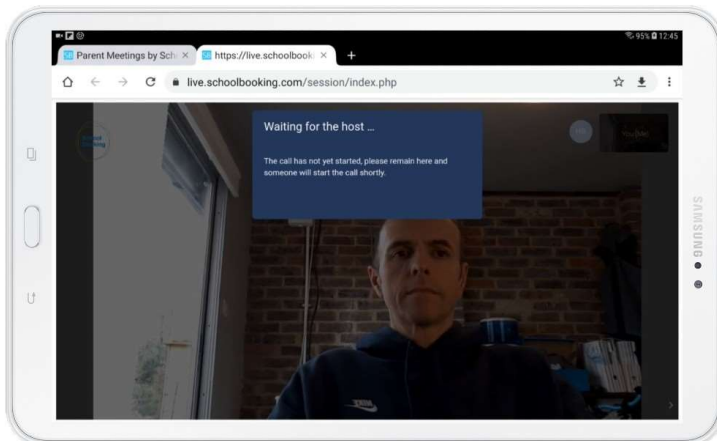 95% 12:45
Parent Meetings by Sch
https://live.schoolbook
live.schoolbooking.com/session/index.php
Waiting for the host ...
The call has not yet started, please remain here and
someone will start the call shortly.
SAMSUNG